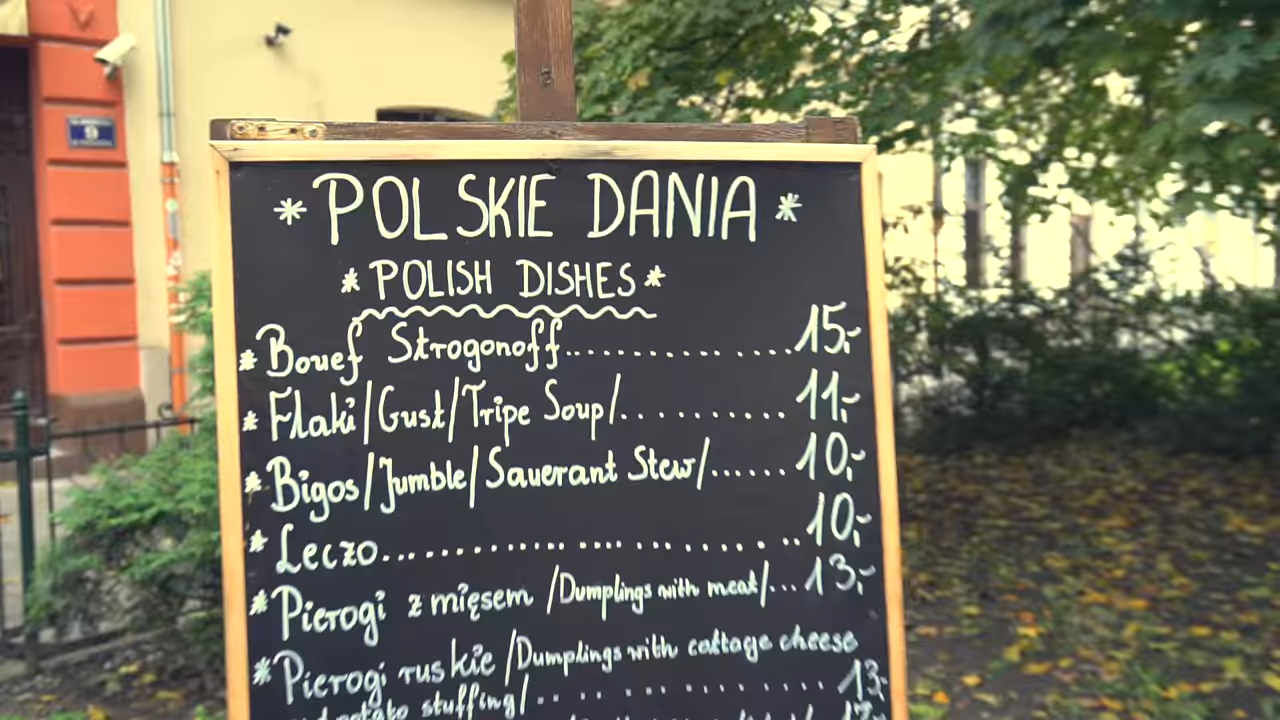 * POLSKIE DANIA *
* POLISH DISHES *
* Bouef Strogonoff.................... 15,-
* Flaki/Gust/Tripe Soup/.......... 11,-
* Bigos/Jumble/Sauerant Stew/...... 10,-
* Leczo........................... 10,-
* Pierogi z mięsem /Dumplings with meat/... 13,-
* Pierogi ruskie /Dumplings with cottage cheese
potato stuffing/.. .. .. ......... 13,-